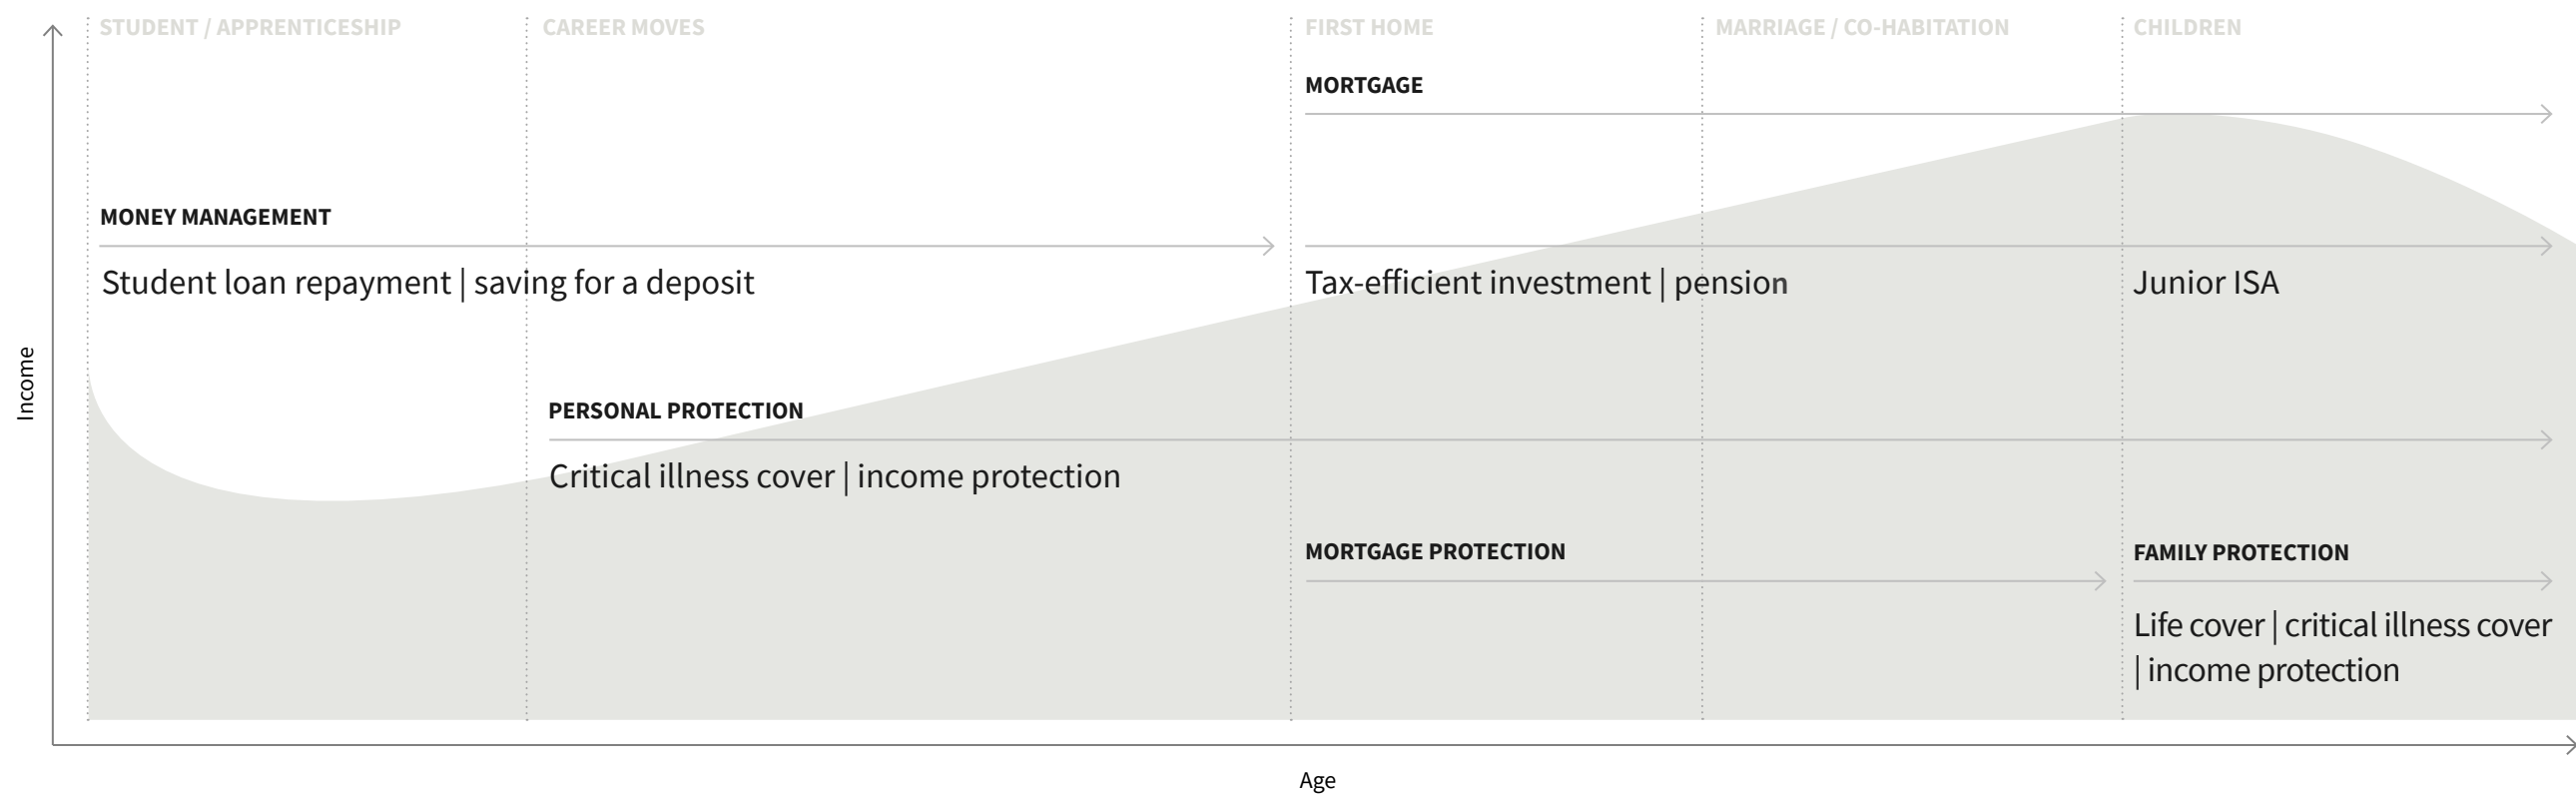 STUDENT / APPRENTICESHIP
CAREER MOVES
FIRST HOME
MARRIAGE / CO-HABITATION
CHILDREN
MORTGAGE
MONEY MANAGEMENT
Student loan repayment | saving for a deposit
Tax-efficient investment | pension
Junior ISA
Income
PERSONAL PROTECTION
Critical illness cover | income protection
MORTGAGE PROTECTION
FAMILY PROTECTION
Life cover | critical illness cover
| income protection
Age